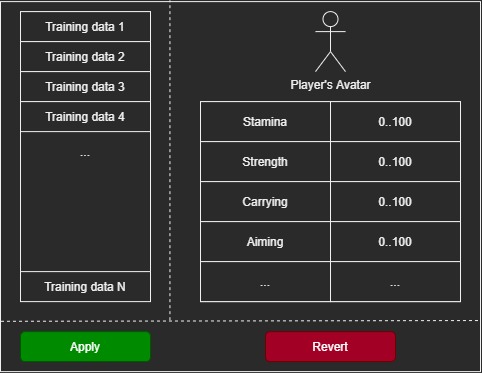 Training data 1
Training data 2
Training data 3
Training data 4
...
Training data N
Player's Avatar
Stamina 0..100
Strength 0..100
Carrying 0..100
Aiming 0..100
... ...
Apply
Revert